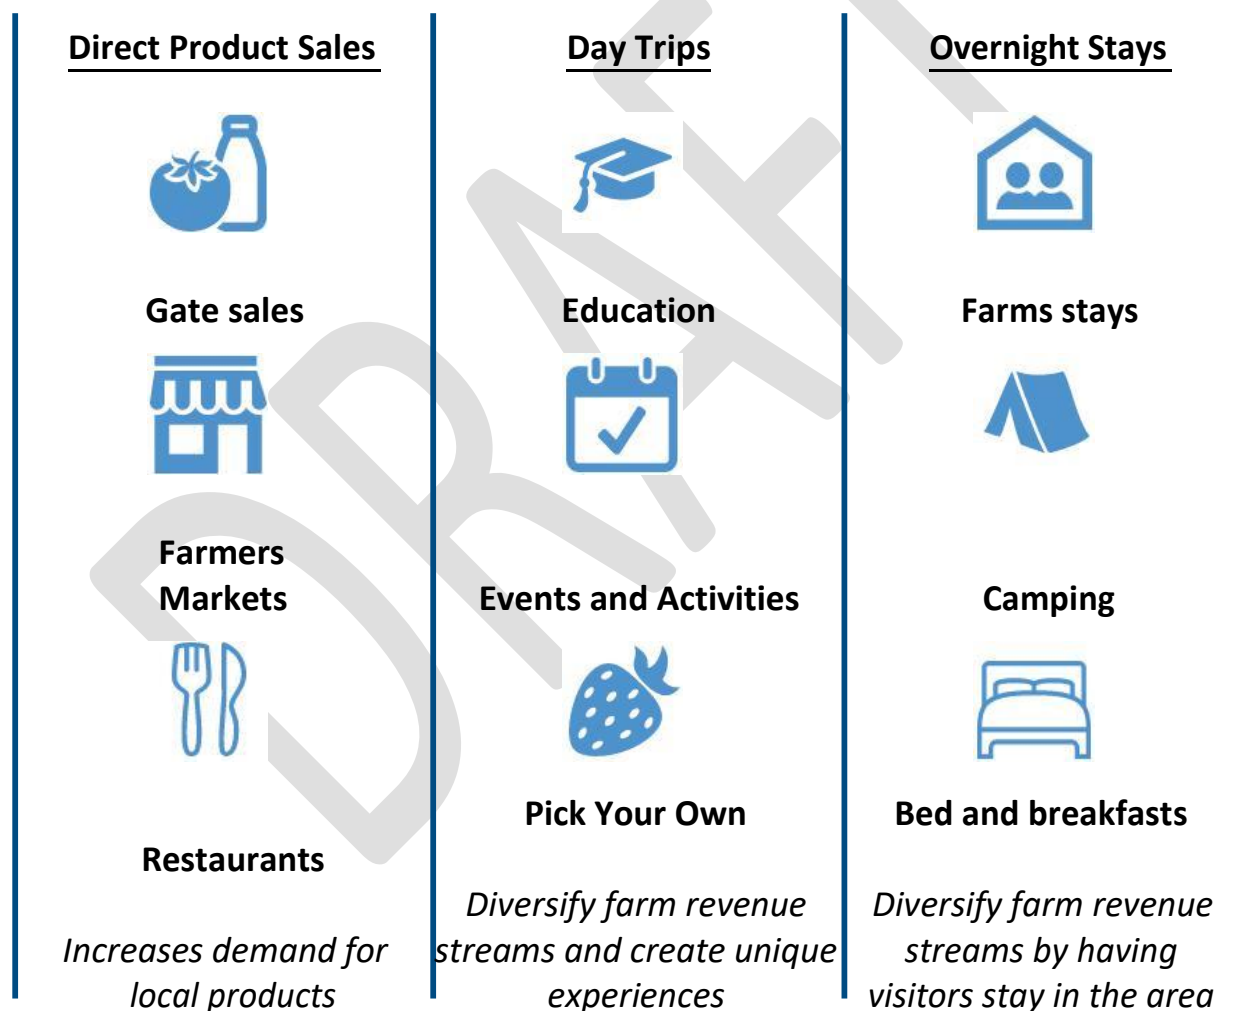 Direct Product Sales
Gate sales
Farmers
Markets
Restaurants
Increases demand for
local products
Day Trips
Education
Events and Activities
Pick Your Own
Diversify farm revenue
streams and create unique
experiences
Overnight Stays
Farms stays
Camping
Bed and breakfasts
Diversify farm revenue
streams by having
visitors stay in the area
DRAFT